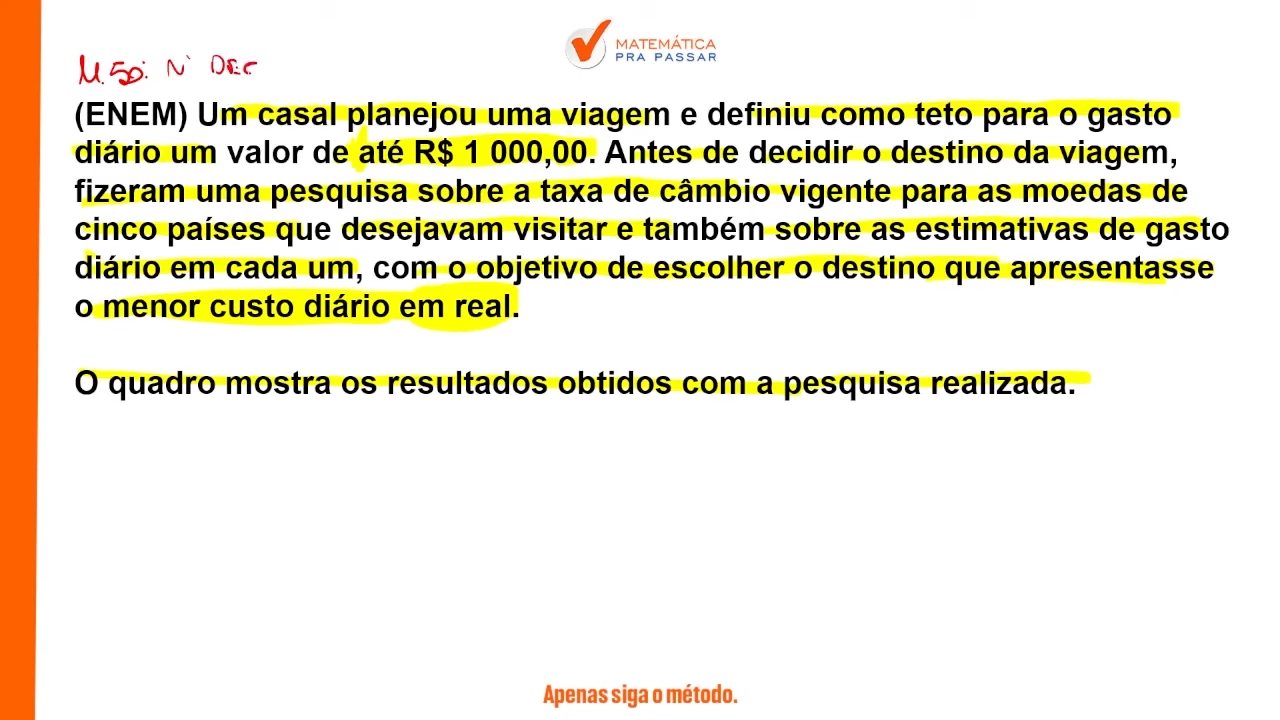 MATEMÁTICA
PRA PASSAR
M.50: N° DEC
(ENEM) Um casal planejou uma viagem e definiu como teto para o gasto
diário um valor de até R$ 1 000,00. Antes de decidir o destino da viagem,
fizeram uma pesquisa sobre a taxa de câmbio vigente para as moedas de
cinco países que desejavam visitar e também sobre as estimativas de gasto
diário em cada um, com o objetivo de escolher o destino que apresentasse
o menor custo diário em real.
O quadro mostra os resultados obtidos com a pesquisa realizada.
Apenas siga o método.